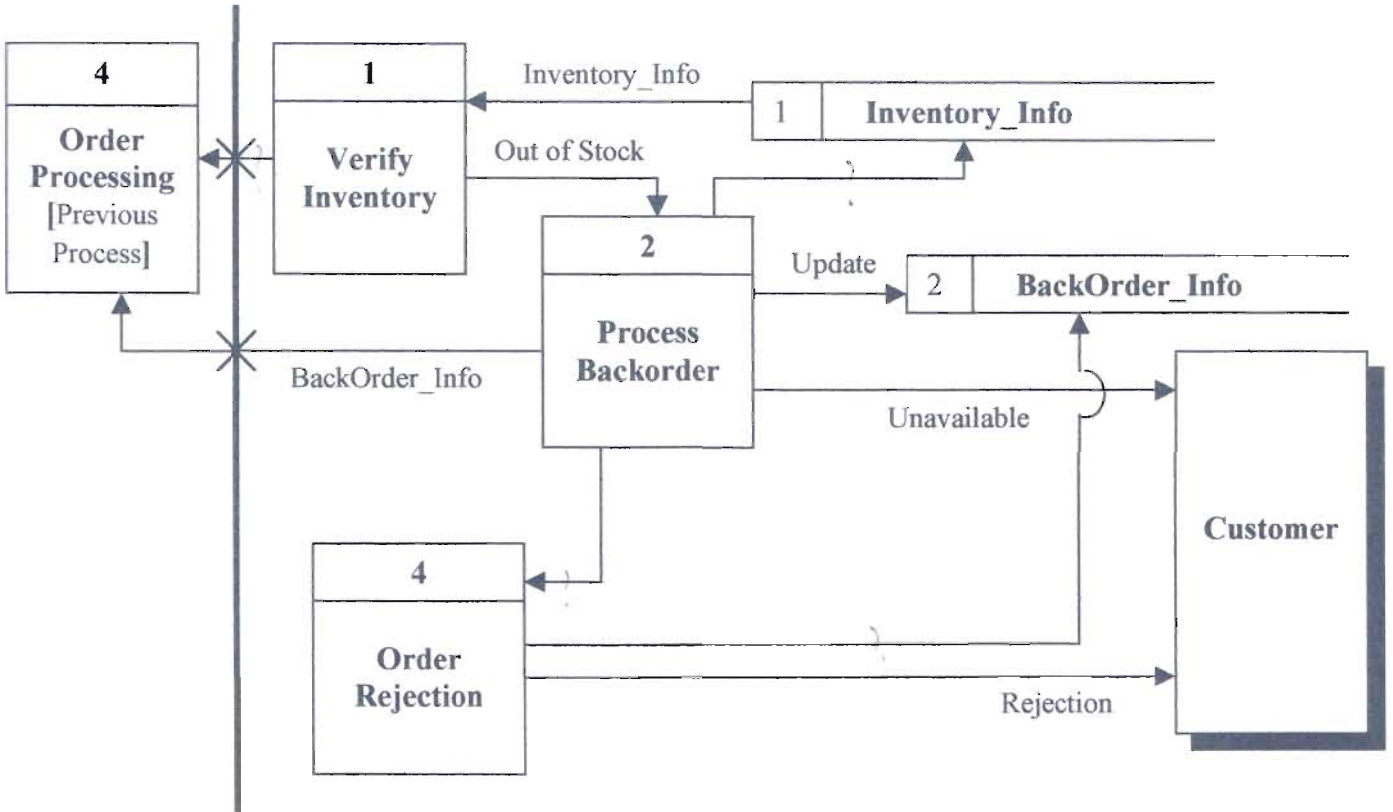 4
Order
Processing
[Previous
Process]
1
Verify
Inventory
Inventory_Info
1
Inventory_Info
Out of Stock
2
Process
Backorder
Update
2
BackOrder_Info
BackOrder_Info
Unavailable
Customer
4
Order
Rejection
Rejection